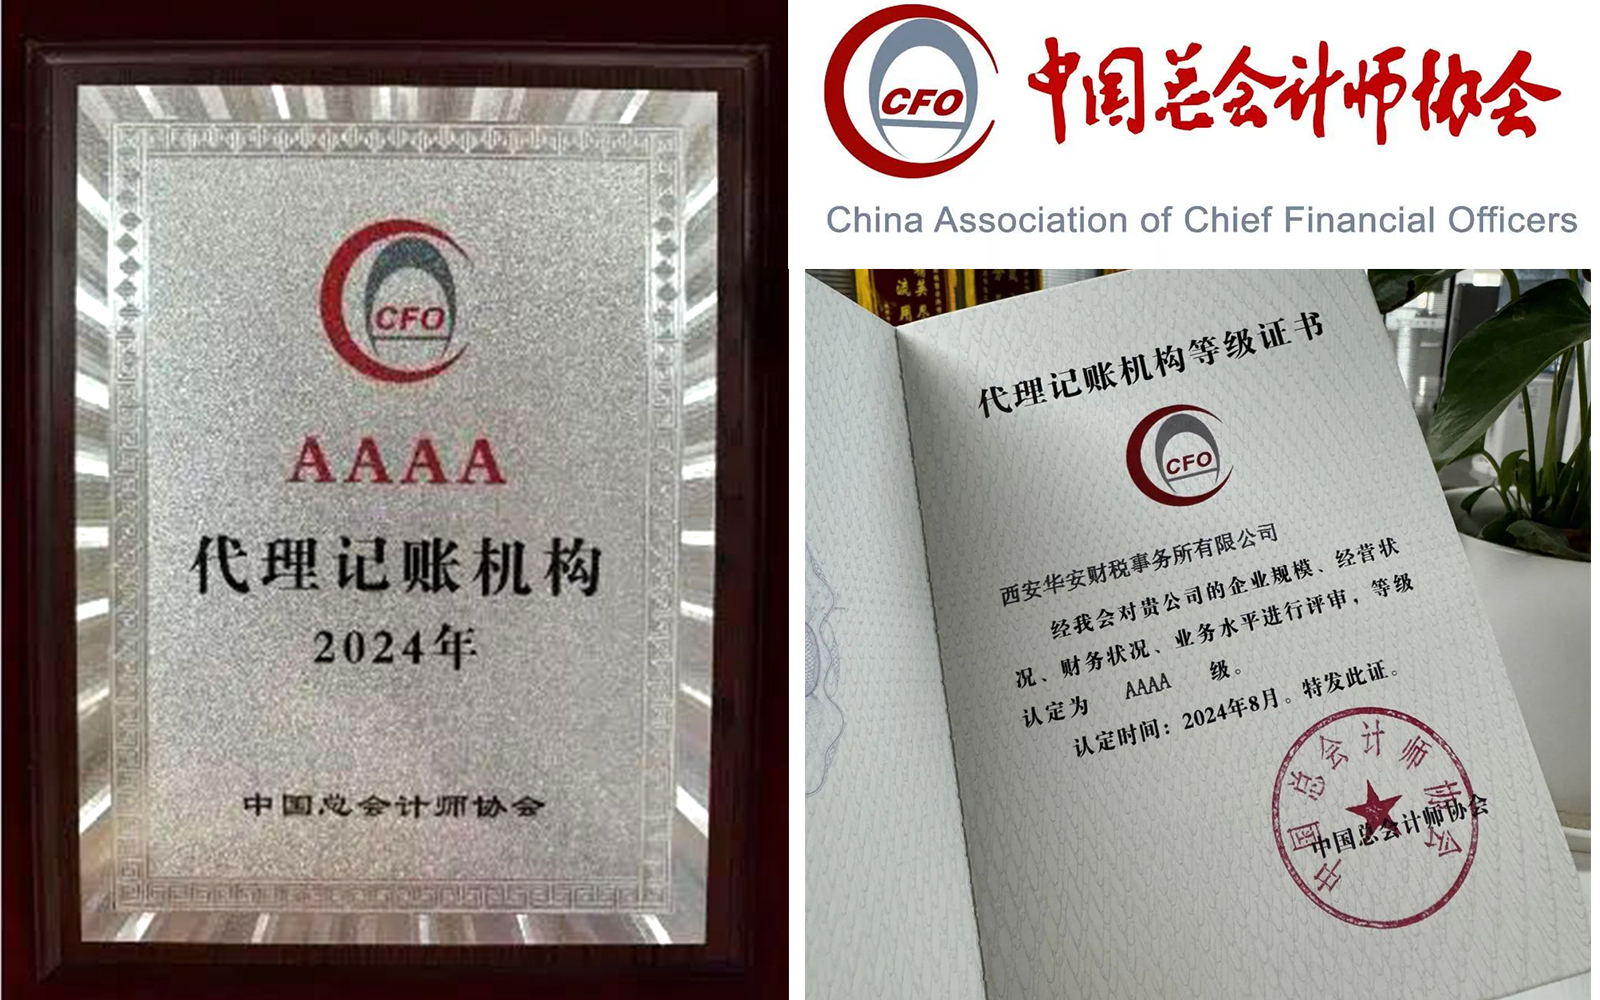 CFO
AAAA
代理记账机构
2024年
中国总会计师协会
CFO
中国总会计师协会
China Association of Chief Financial Officers
代理记账机构等级证书
CFO
西安华安财税事务所有限公司
经我会对贵公司的企业规模、经营状
况、财务状况、业务水平进行评审，等级
认定为 AAAA 级。
认定时间：2024年8月。特发此证。
中国总会计师协会
中国总会计师协会